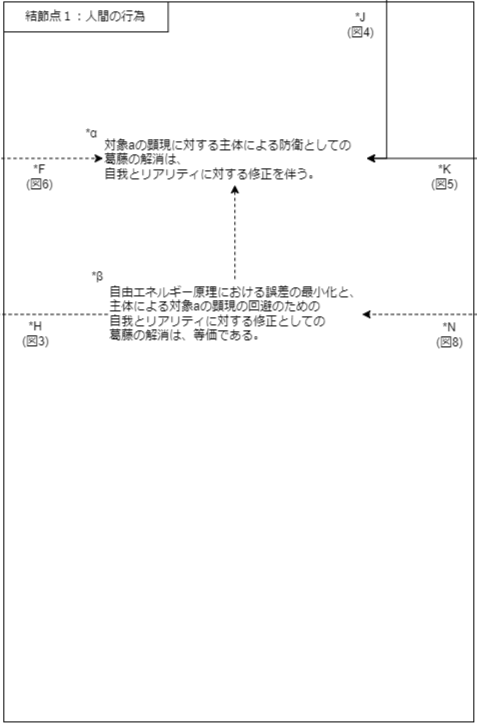 結節点１：人間の行為
*J
(図4)
*α
対象aの顕現に対する主体による防衛としての
葛藤の解消は、
自我とリアリティに対する修正を伴う。
*F
(図6)
*K
(図5)
*β
自由エネルギー原理における誤差の最小化と、
主体による対象aの顕現の回避のための
自我とリアリティに対する修正としての
葛藤の解消は、等価である。
*H
(図3)
*N
(図8)